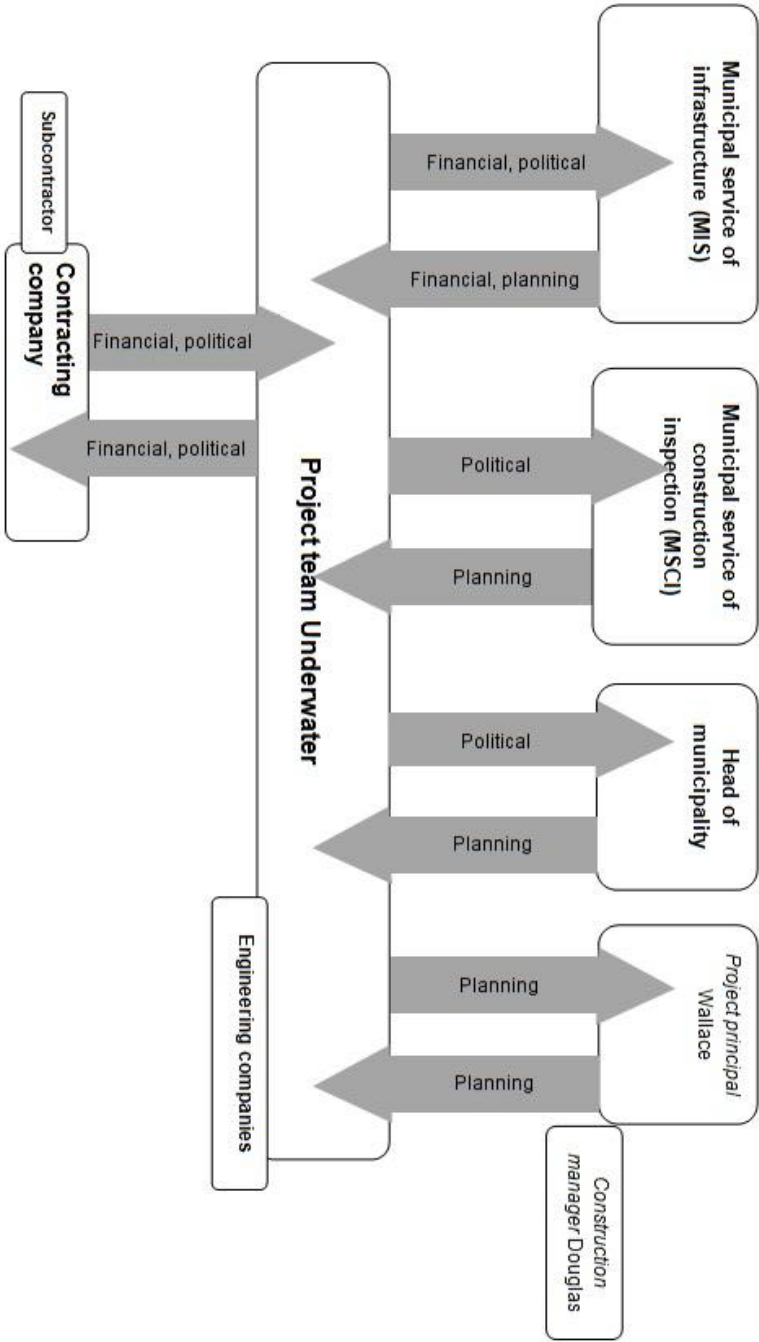 Municipal service of
infrastructure (MIS)
Municipal service of
construction
inspection (MSCI)
Head of
municipality
Project principal
Wallace
Construction
manager Douglas
Financial, political
Financial, planning
Political
Planning
Political
Planning
Planning
Planning
Project team Underwater
Engineering companies
Financial, political
Financial, political
Subcontractor
Contracting
company